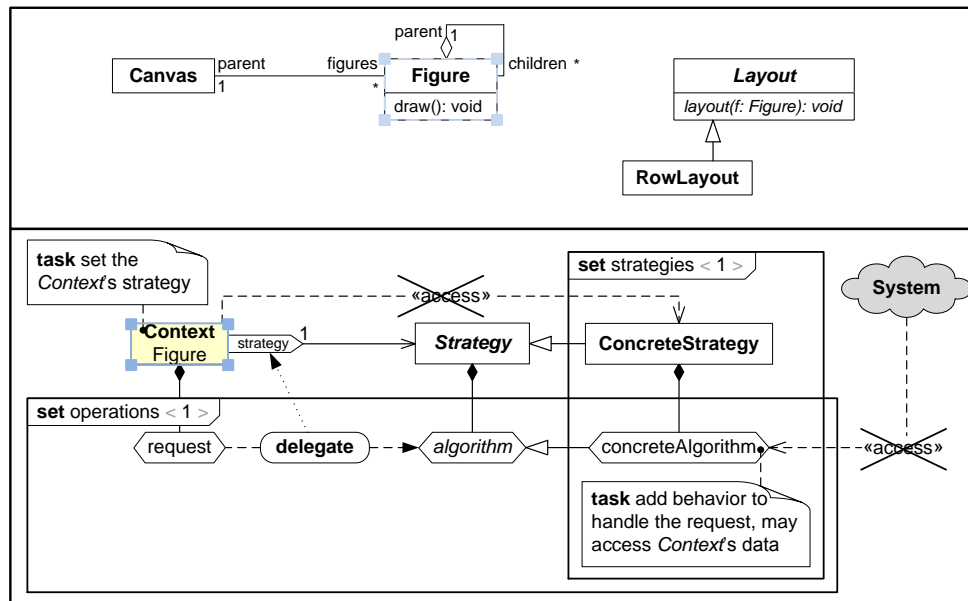 parent 1
Canvas
parent
1
figures
*
Figure
draw(): void
children *
Layout
layout(f: Figure): void
RowLayout
task set the
Context's strategy
set strategies < 1 >
«access»
System
Context
Figure
strategy
1
Strategy
ConcreteStrategy
set operations < 1 >
request
delegate
algorithm
concreteAlgorithm
«access»
task add behavior to
handle the request, may
access Context's data